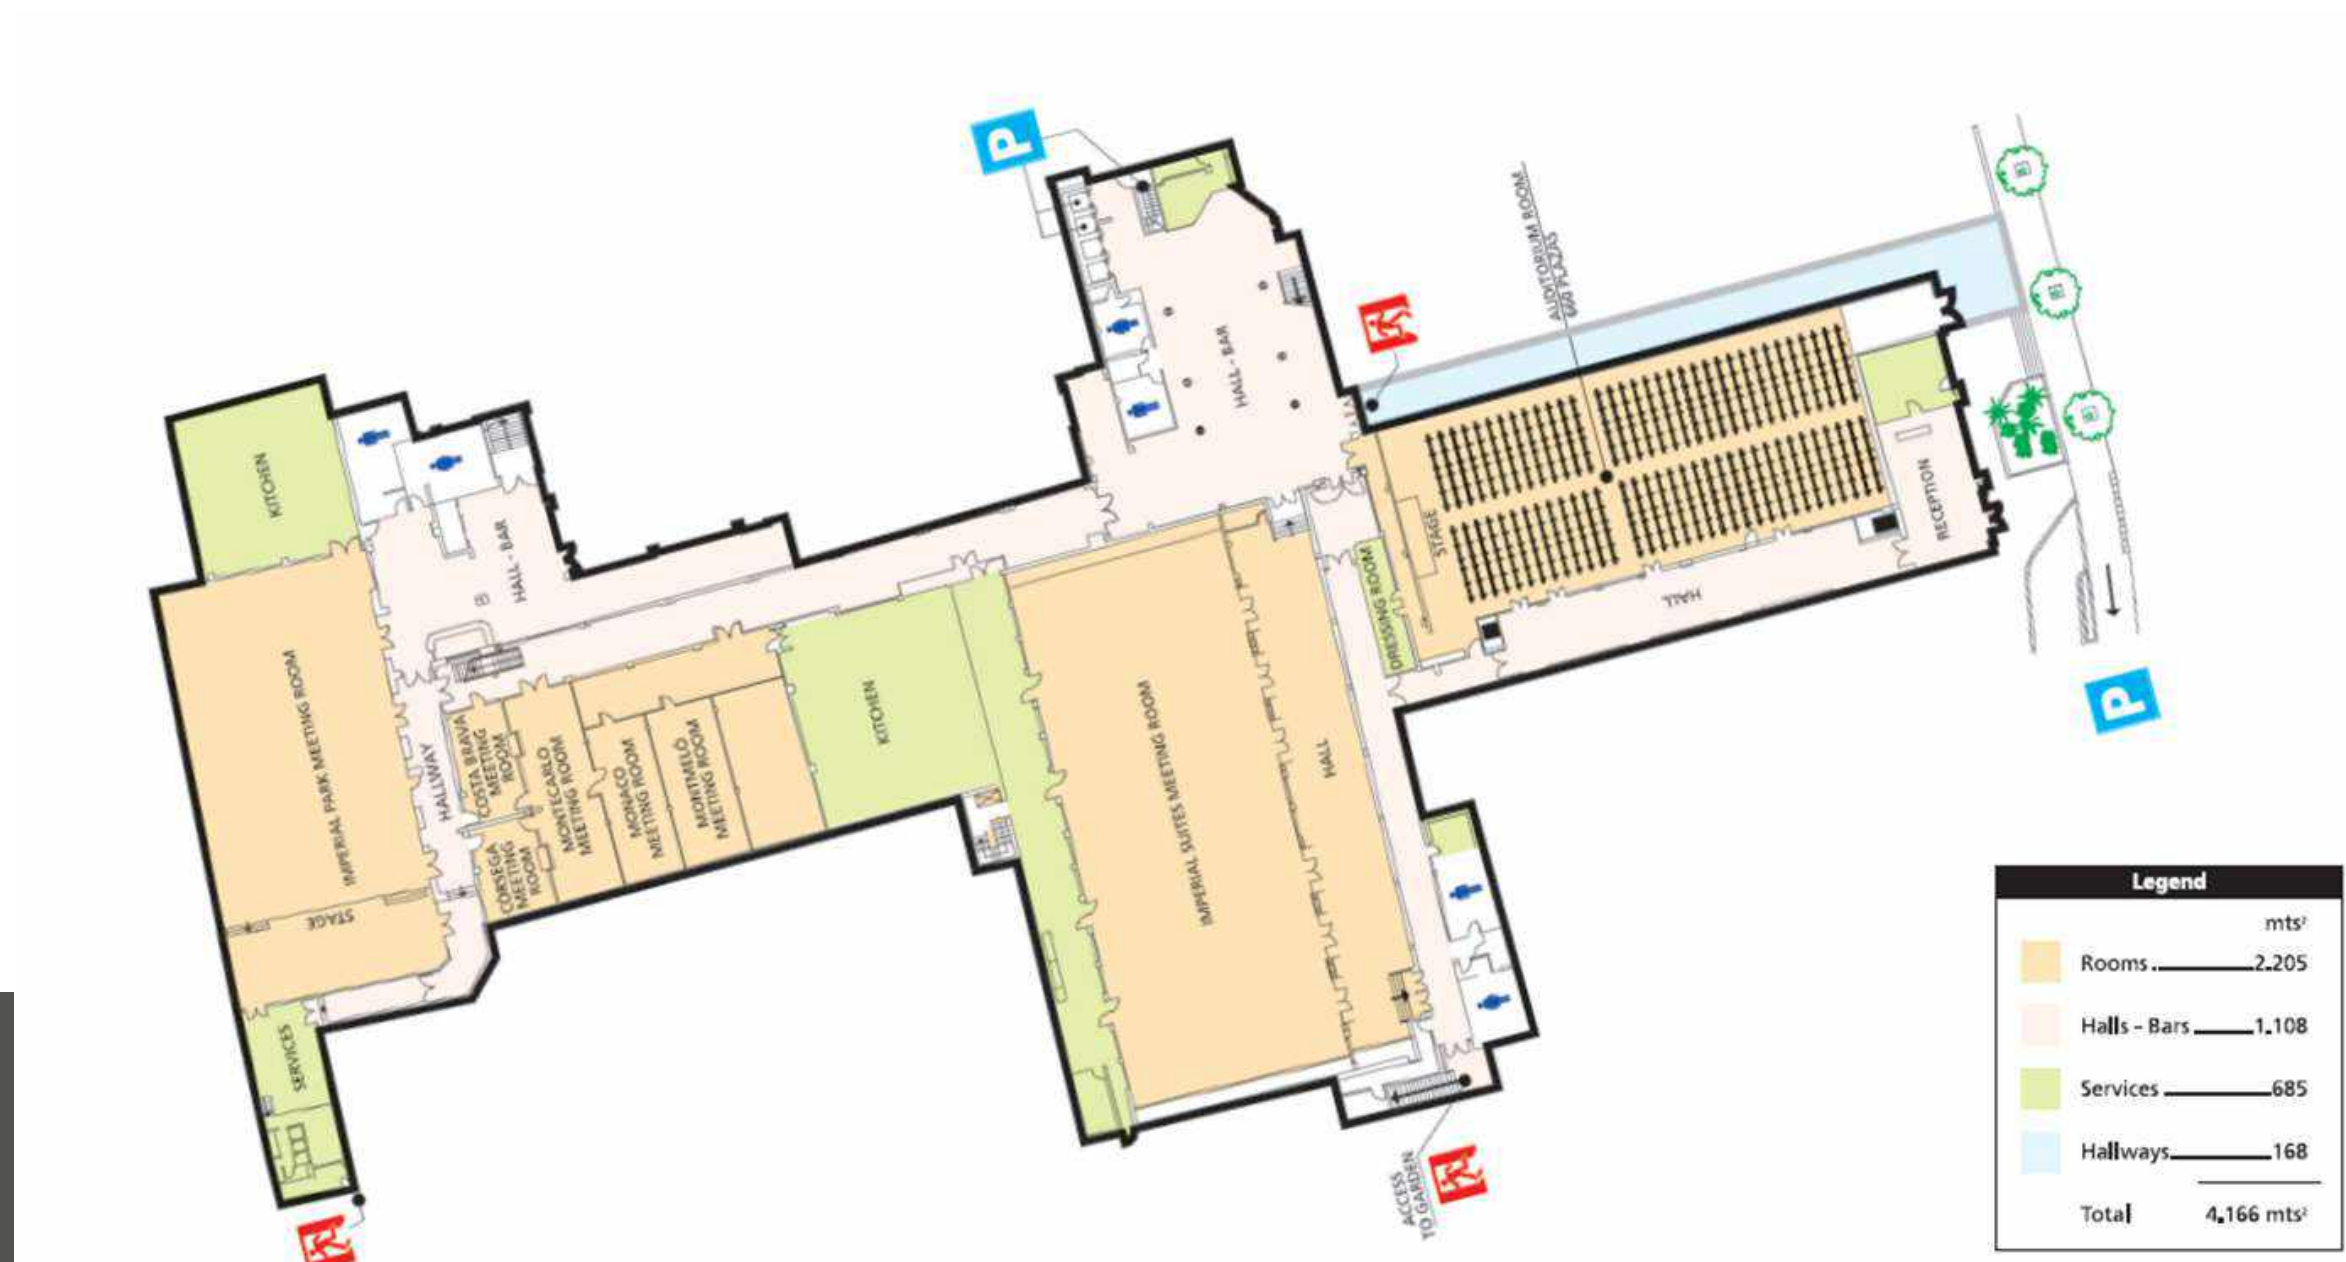 P
AUDITORIUM ROOM
669 PLAZAS
HALL - BAR
KITCHEN
HALL - BAR
STAGE
RECEPTION
DRESSING ROOM
HALL
IMPERIAL PARK MEETING ROOM
HALLWAY
COSTA BRAVA
MEETING
ROOM
MONTECARLO
MEETING ROOM
MONACO
MEETING ROOM
MONTMELÓ
MEETING ROOM
KITCHEN
IMPERIAL SUITES MEETING ROOM
HALL
P
CORSEGA
MEETING
ROOM
STAGE
SERVICES
ACCESS
TO GARDEN
Legend
mts²
Rooms 2.205
Halls - Bars 1.108
Services 685
Hallways 168
Total 4.166 mts²